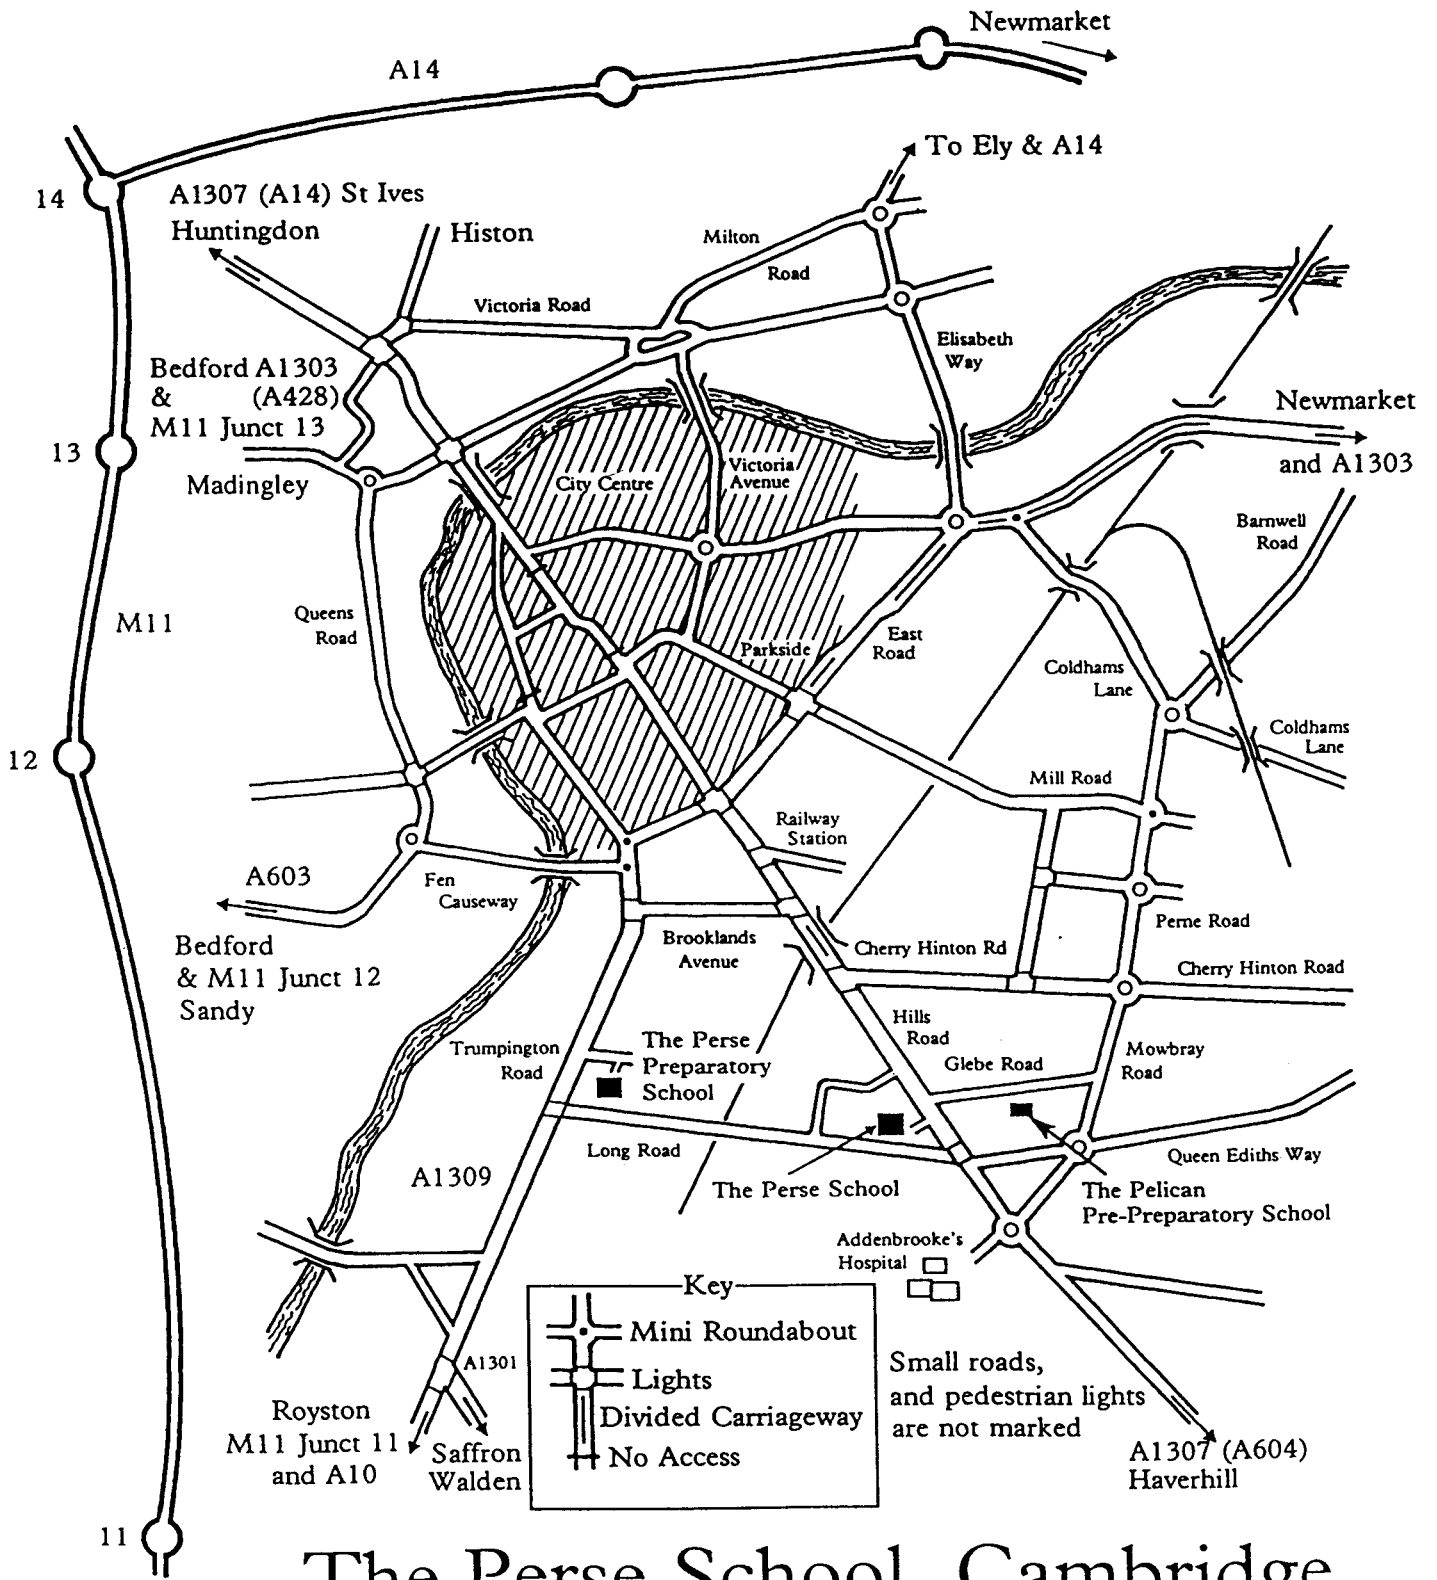 Newmarket
A14
To Ely & A14
14
A1307 (A14) St Ives
Huntingdon
Histon
Milton
Road
Victoria Road
Elisabeth
Way
Bedford A1303
& (A428)
M11 Junct 13
Newmarket
and A1303
13
Madingley
City Centre
Victoria
Avenue
Barnwell
Road
M11
Queens
Road
Parkside
East
Road
Coldhams
Lane
Coldhams
Lane
12
Mill Road
Railway
Station
A603
Fen
Causeway
Perne Road
Bedford
& M11 Junct 12
Sandy
Brooklands
Avenue
Cherry Hinton Rd
Cherry Hinton Road
Hills
Road
Trumpington
Road
The Perse
Preparatory
School
Glebe Road
Mowbray
Road
Long Road
Queen Ediths Way
A1309
The Perse School
The Pelican
Pre-Preparatory School
Addenbrooke's
Hospital
Key
Mini Roundabout
Lights
Divided Carriageway
No Access
A1301
Small roads,
and pedestrian lights
are not marked
Royston
M11 Junct 11
and A10
Saffron
Walden
A1307 (A604)
Haverhill
11
The Perse School, Cambridge